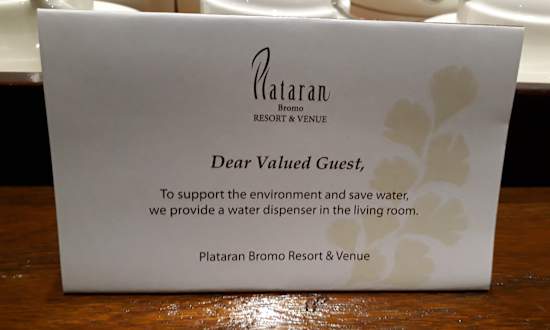 Plataran
Bromo
RESORT & VENUE
Dear Valued Guest,
To support the environment and save water,
we provide a water dispenser in the living room.
Plataran Bromo Resort & Venue